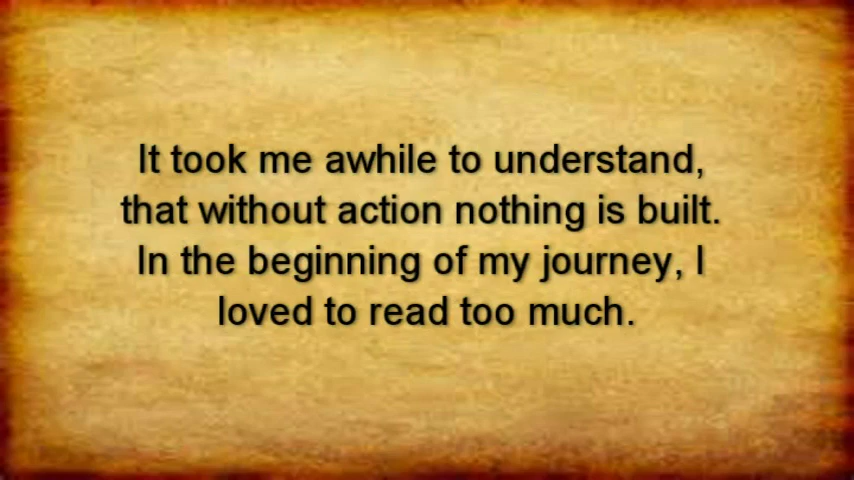 It took me awhile to understand,
that without action nothing is built.
In the beginning of my journey, I
loved to read too much.